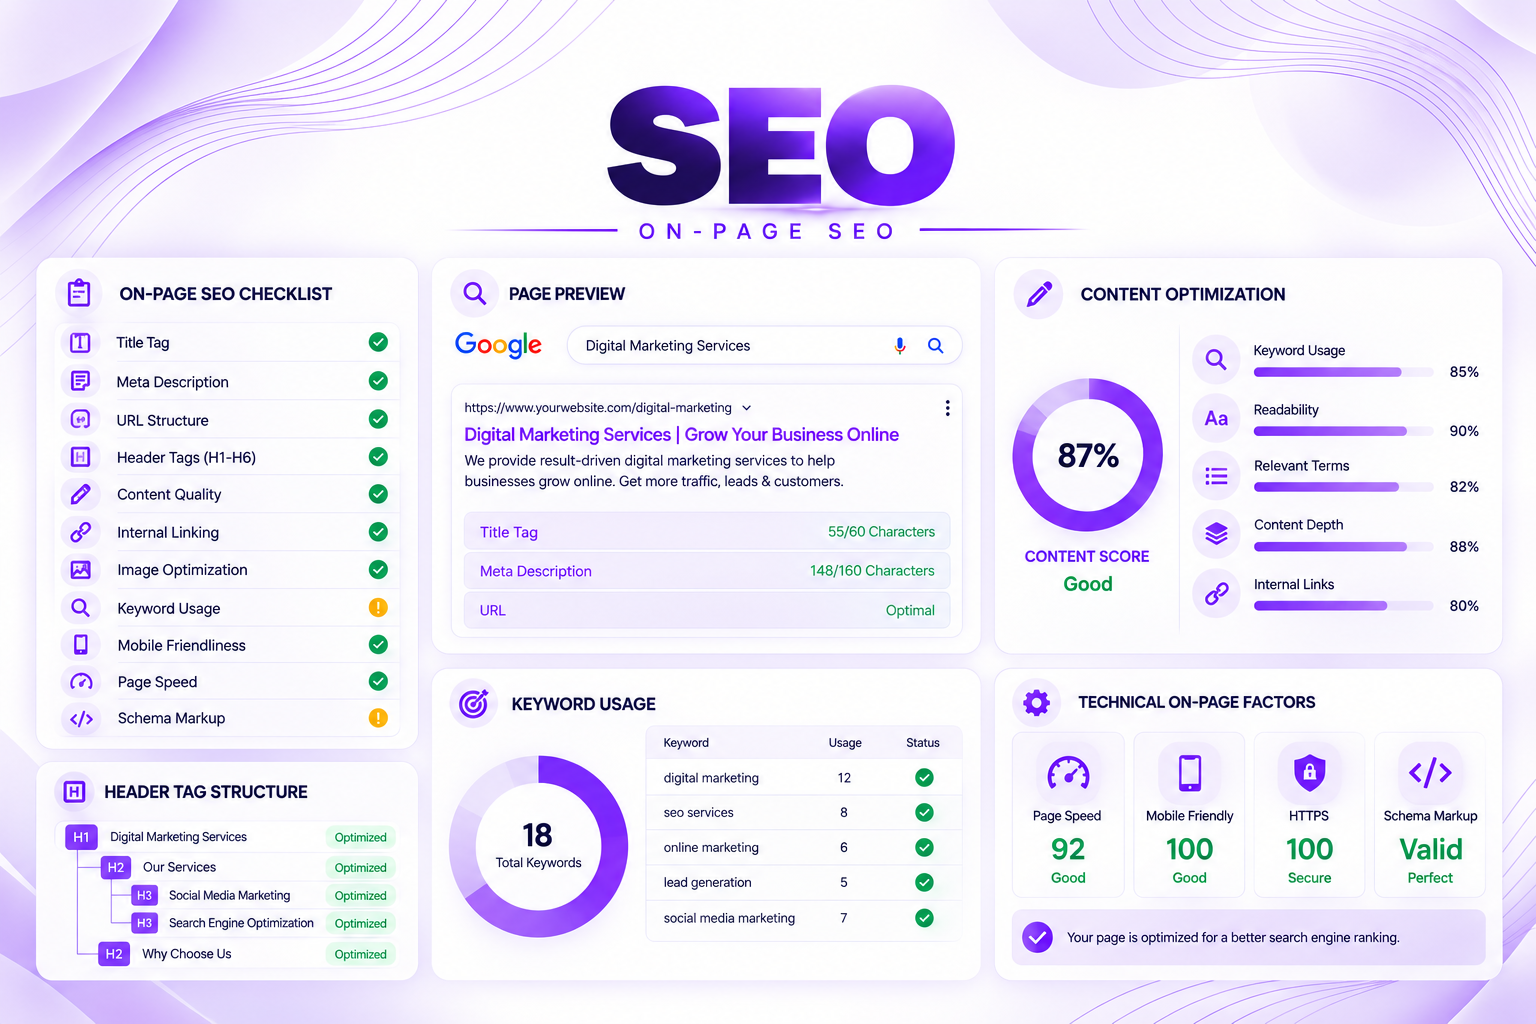 SEO
ON-PAGE SEO
ON-PAGE SEO CHECKLIST
Title Tag
Meta Description
URL Structure
H
Header Tags (H1-H6)
Content Quality
Internal Linking
Image Optimization
Keyword Usage
!
Mobile Friendliness
Page Speed
</>
Schema Markup
!
H
HEADER TAG STRUCTURE
H1 Digital Marketing Services Optimized
H2 Our Services Optimized
H3 Social Media Marketing Optimized
H3 Search Engine Optimization Optimized
H2 Why Choose Us Optimized
PAGE PREVIEW
Google
Digital Marketing Services
https://www.yourwebsite.com/digital-marketing
Digital Marketing Services | Grow Your Business Online
We provide result-driven digital marketing services to help
businesses grow online. Get more traffic, leads & customers.
Title Tag 55/60 Characters
Meta Description 148/160 Characters
URL Optimal
KEYWORD USAGE
18
Total Keywords
Keyword Usage Status
digital marketing 12
seo services 8
online marketing 6
lead generation 5
social media marketing 7
CONTENT OPTIMIZATION
87%
CONTENT SCORE
Good
Keyword Usage
85%
Aa
Readability
90%
Relevant Terms
82%
Content Depth
88%
Internal Links
80%
TECHNICAL ON-PAGE FACTORS
Page Speed
92
Good
Mobile Friendly
100
Good
HTTPS
100
Secure
</>
Schema Markup
Valid
Perfect
Your page is optimized for a better search engine ranking.